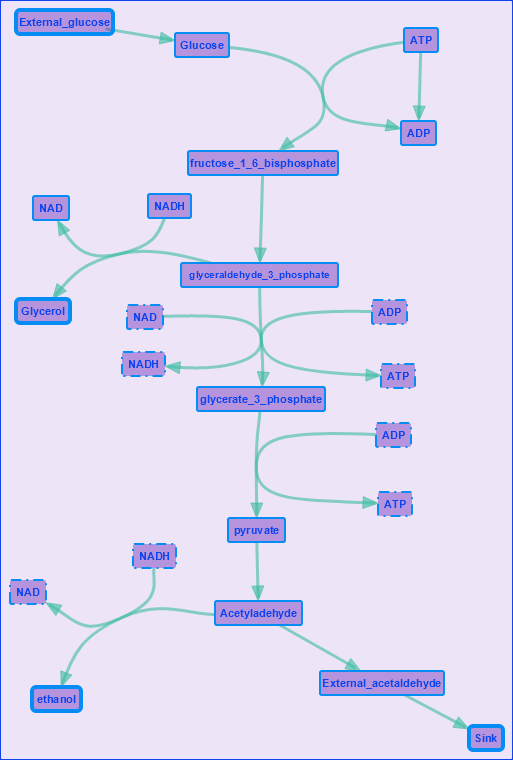 External_glucose
Glucose
ATP
ADP
fructose_1_6_bisphosphate
NAD
NADH
glyceraldehyde_3_phosphate
Glycerol
NAD
ADP
NADH
ATP
glycerate_3_phosphate
ADP
ATP
pyruvate
NADH
NAD
Acetyladehyde
External_acetaldehyde
ethanol
Sink